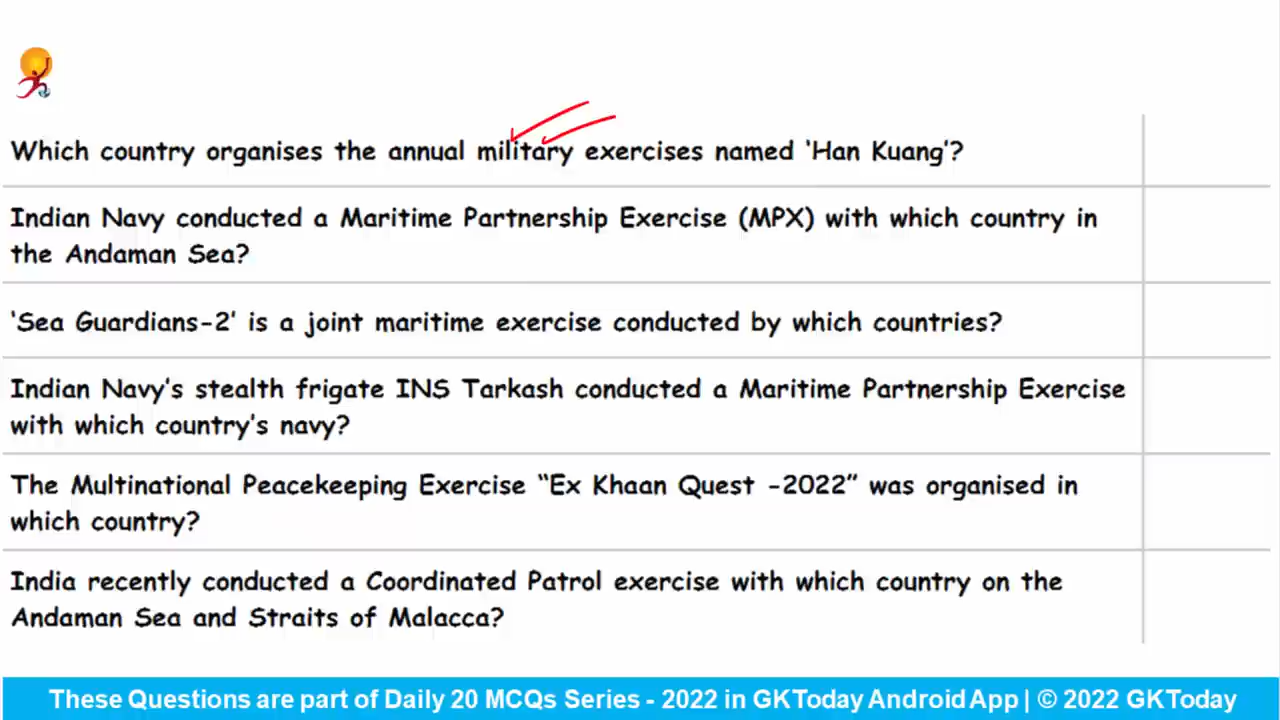 Which country organises the annual military exercises named ‘Han Kuang’?
Indian Navy conducted a Maritime Partnership Exercise (MPX) with which country in
the Andaman Sea?
‘Sea Guardians-2’ is a joint maritime exercise conducted by which countries?
Indian Navy’s stealth frigate INS Tarkash conducted a Maritime Partnership Exercise
with which country’s navy?
The Multinational Peacekeeping Exercise “Ex Khaan Quest -2022” was organised in
which country?
India recently conducted a Coordinated Patrol exercise with which country on the
Andaman Sea and Straits of Malacca?
These Questions are part of Daily 20 MCQs Series - 2022 in GKToday Android App | © 2022 GKToday